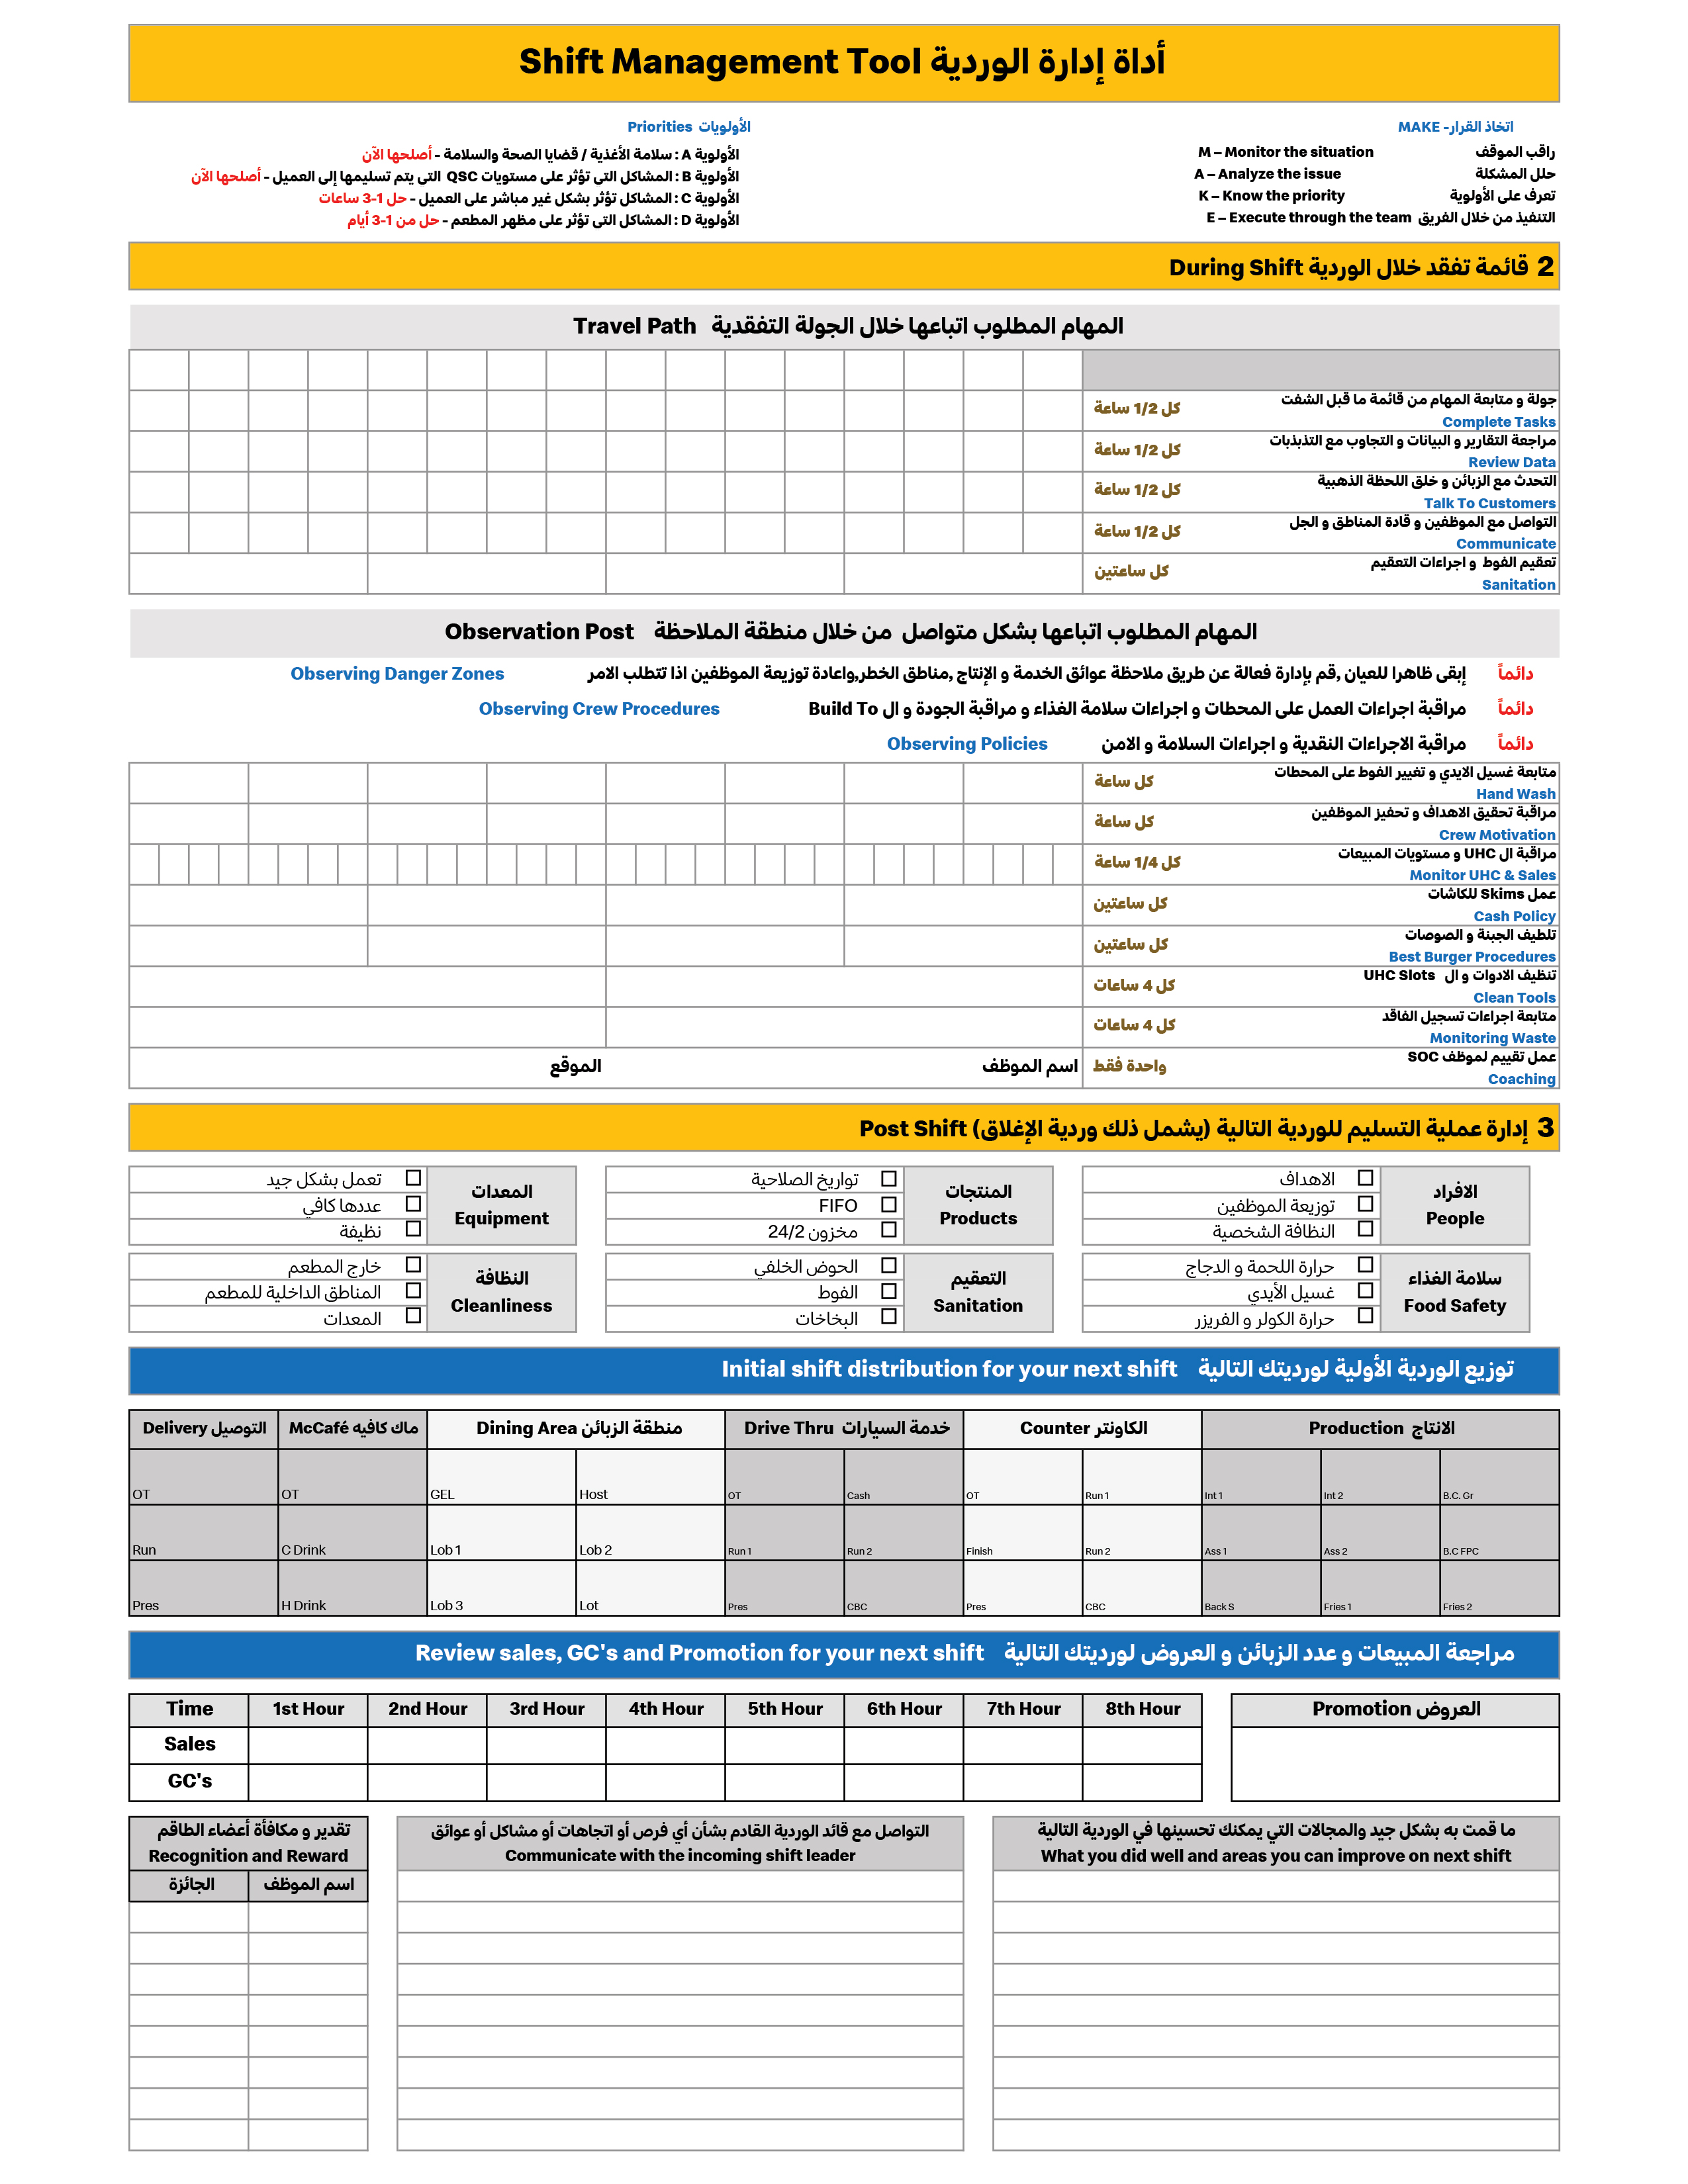 أداة إدارة الوردية Shift Management Tool
اتخاذ القرار- MAKE
راقب الموقف M – Monitor the situation
حلل المشكلة A – Analyze the issue
تعرف على الأولوية K – Know the priority
التنفيذ من خلال الفريق E – Execute through the team
الأولويات Priorities
الأولوية A : سلامة الأغذية / قضايا الصحة والسلامة - أصلحها الآن
الأولوية B : المشاكل التى تؤثر على مستويات QSC التى يتم تسليمها إلى العميل - أصلحها الآن
الأولوية C : المشاكل تؤثر بشكل غير مباشر على العميل - حل 1-3 ساعات
الأولوية D : المشاكل التى تؤثر على مظهر المطعم - حل من 1-3 أيام
2 قائمة تفقد خلال الوردية During Shift
المهام المطلوب اتباعها خلال الجولة التفقدية Travel Path
جولة و متابعة المهام من قائمة ما قبل الشفت
Complete Tasks
كل 1/2 ساعة
مراجعة التقارير و البيانات و التجاوب مع التذبذبات
Review Data
كل 1/2 ساعة
التحدث مع الزبائن و خلق اللحظة الذهبية
Talk To Customers
كل 1/2 ساعة
التواصل مع الموظفين و قادة المناطق و الجل
Communicate
كل 1/2 ساعة
تعقيم الفوط و اجراءات التعقيم
Sanitation
كل ساعتين
المهام المطلوب اتباعها بشكل متواصل من خلال منطقة الملاحظة Observation Post
دائماً إبقى ظاهرا للعيان ,قم بإدارة فعالة عن طريق ملاحظة عوائق الخدمة و الإنتاج ,مناطق الخطر,واعادة توزيعة الموظفين اذا تتطلب الامر Observing Danger Zones
دائماً مراقبة اجراءات العمل على المحطات و اجراءات سلامة الغذاء و مراقبة الجودة و ال Build To Observing Crew Procedures
دائماً مراقبة الاجراءات النقدية و اجراءات السلامة و الامن Observing Policies
متابعة غسيل الايدي و تغيير الفوط على المحطات
Hand Wash
كل ساعة
مراقبة تحقيق الاهداف و تحفيز الموظفين
Crew Motivation
كل ساعة
مراقبة ال UHC و مستويات المبيعات
Monitor UHC & Sales
كل 1/4 ساعة
عمل Skims للكاشات
Cash Policy
كل ساعتين
تلطيف الجبنة و الصوصات
Best Burger Procedures
كل ساعتين
تنظيف الادوات و ال UHC Slots
Clean Tools
كل 4 ساعات
متابعة اجراءات تسجيل الفاقد
Monitoring Waste
كل 4 ساعات
عمل تقييم لموظف SOC
Coaching
واحدة فقط
اسم الموظف
الموقع
3 إدارة عملية التسليم للوردية التالية (يشمل ذلك وردية الإغلاق) Post Shift
الافراد
People
الاهداف
توزيعة الموظفين
النظافة الشخصية
المنتجات
Products
تواريخ الصلاحية
FIFO
مخزون 24/2
المعدات
Equipment
تعمل بشكل جيد
عددها كافي
نظيفة
سلامة الغذاء
Food Safety
حرارة اللحمة و الدجاج
غسيل الأيدي
حرارة الكولر و الفريزر
التعقيم
Sanitation
الحوض الخلفي
الفوط
البخاخات
النظافة
Cleanliness
خارج المطعم
المناطق الداخلية للمطعم
المعدات
توزيع الوردية الأولية لورديتك التالية Initial shift distribution for your next shift
التوصيل Delivery
ماك كافيه McCafé
منطقة الزبائن Dining Area
خدمة السيارات Drive Thru
الكاونتر Counter
الانتاج Production
OT OT GEL Host OT Cash OT Run 1 Int 1 Int 2 B.C. Gr
Run C Drink Lob 1 Lob 2 Run 1 Run 2 Finish Run 2 Ass 1 Ass 2 B.C FPC
Pres H Drink Lob 3 Lot Pres CBC Pres CBC Back S Fries 1 Fries 2
مراجعة المبيعات و عدد الزبائن و العروض لورديتك التالية Review sales, GC's and Promotion for your next shift
Time 1st Hour 2nd Hour 3rd Hour 4th Hour 5th Hour 6th Hour 7th Hour 8th Hour
Sales
GC's
العروض Promotion
ما قمت به بشكل جيد والمجالات التي يمكنك تحسينها في الوردية التالية
What you did well and areas you can improve on next shift
التواصل مع قائد الوردية القادم بشأن أي فرص أو اتجاهات أو مشاكل أو عوائق
Communicate with the incoming shift leader
تقدير و مكافأة أعضاء الطاقم
Recognition and Reward
اسم الموظف
الجائزة